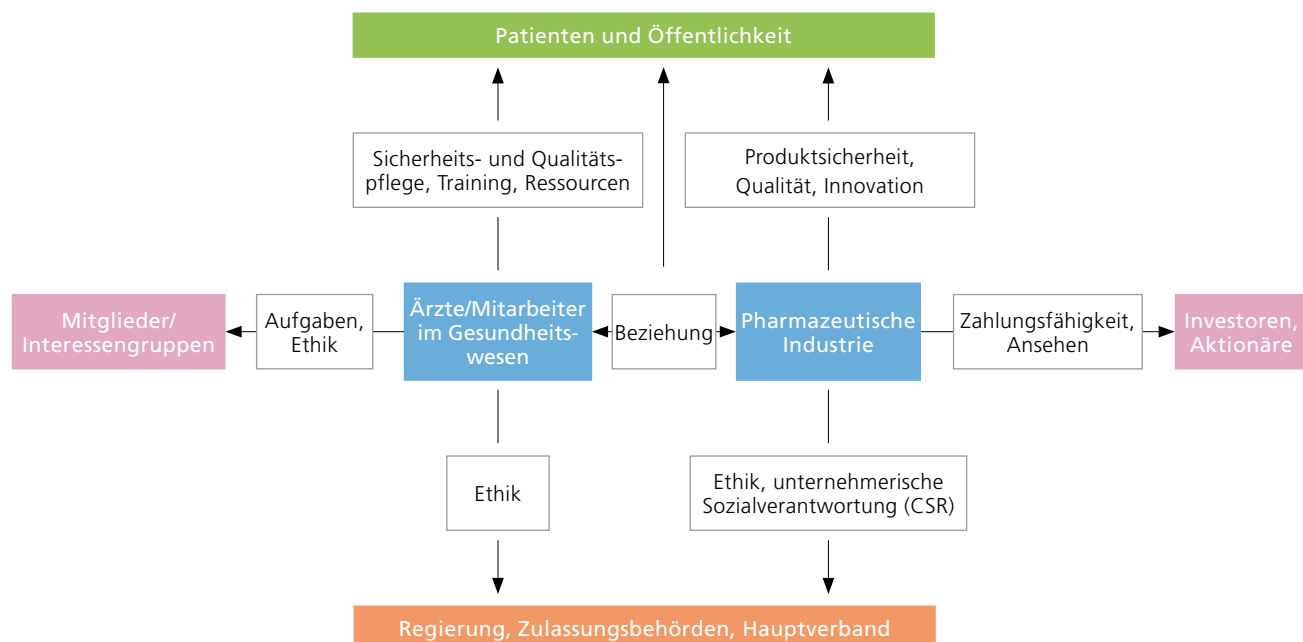 Patienten und Öffentlichkeit
Sicherheits- und Qualitäts-
pflege, Training, Ressourcen
Produktsicherheit,
Qualität, Innovation
Mitglieder/
Interessengruppen
Aufgaben,
Ethik
Ärzte/Mitarbeiter
im Gesundheits-
wesen
Beziehung
Pharmazeutische
Industrie
Zahlungsfähigkeit,
Ansehen
Investoren,
Aktionäre
Ethik
Ethik, unternehmerische
Sozialverantwortung (CSR)
Regierung, Zulassungsbehörden, Hauptverband